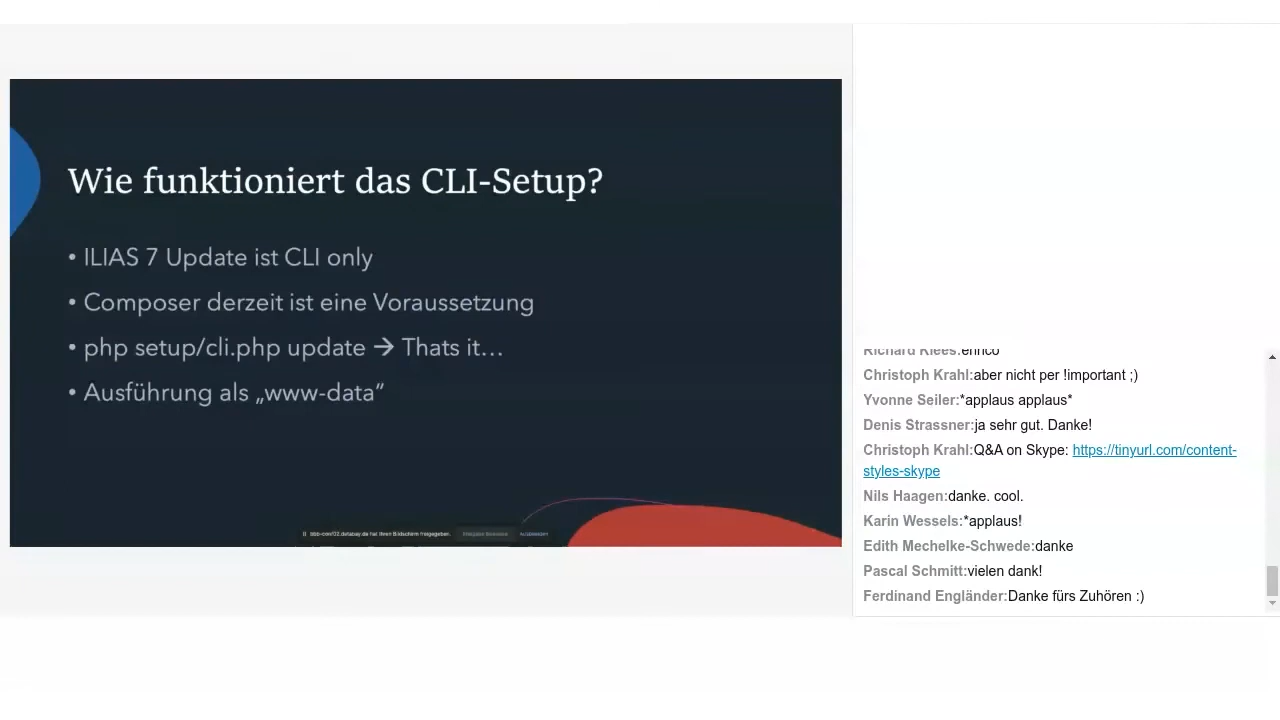 Wie funktioniert das CLI-Setup?
• ILIAS 7 Update ist CLI only
• Composer derzeit ist eine Voraussetzung
• php setup/cli.php update → Thats it…
• Ausführung als „www-data“
hat Ihren Bildschirm freigegeben.
Richard Klees:enrico
Christoph Krahl:aber nicht per !important ;)
Yvonne Seiler:*applaus applaus*
Denis Strassner:ja sehr gut. Danke!
Christoph Krahl:Q&A on Skype: https://tinyurl.com/content-
styles-skype
Nils Haagen:danke. cool.
Karin Wessels:*applaus!
Edith Mechelke-Schwede:danke
Pascal Schmitt:vielen dank!
Ferdinand Engländer:Danke fürs Zuhören :)